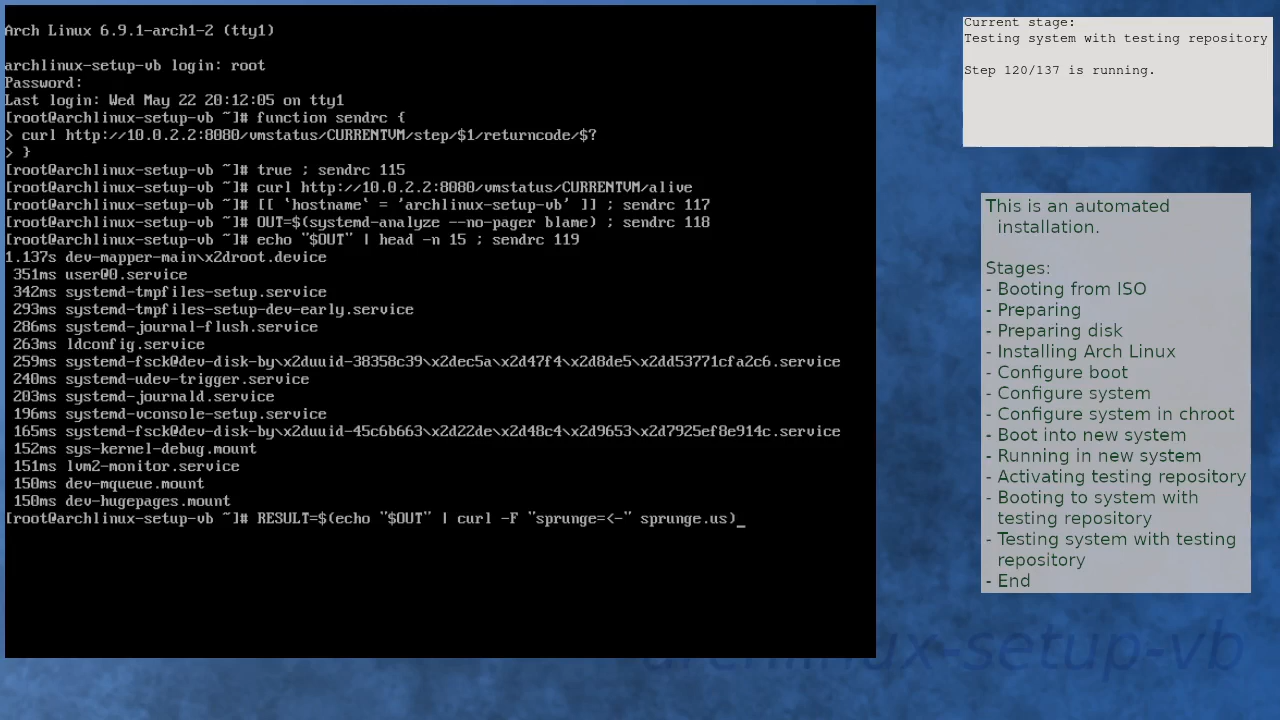 Arch Linux 6.9.1-arch1-2 (tty1)
archlinux-setup-vb login: root
Password:
Last login: Wed May 22 20:12:05 on tty1
[root@archlinux-setup-vb ~]# function sendrc {
> curl http://10.0.2.2:8080/vmstatus/CURRENTVM/step/$1/returncode/$?
> }
[root@archlinux-setup-vb ~]# true ; sendrc 115
[root@archlinux-setup-vb ~]# curl http://10.0.2.2:8080/vmstatus/CURRENTVM/alive
[root@archlinux-setup-vb ~]# [[ `hostname` = 'archlinux-setup-vb' ]] ; sendrc 117
[root@archlinux-setup-vb ~]# OUT=$(systemd-analyze --no-pager blame) ; sendrc 118
[root@archlinux-setup-vb ~]# echo "$OUT" | head -n 15 ; sendrc 119
1.137s dev-mapper-main\x2droot.device
351ms user@0.service
342ms systemd-tmpfiles-setup.service
293ms systemd-tmpfiles-setup-dev-early.service
286ms systemd-journal-flush.service
263ms ldconfig.service
259ms systemd-fsck@dev-disk-by\x2duuid-38358c39\x2dec5a\x2d47f4\x2d8de5\x2dd53771cfa2c6.service
240ms systemd-udev-trigger.service
203ms systemd-journald.service
196ms systemd-vconsole-setup.service
165ms systemd-fsck@dev-disk-by\x2duuid-45c6b663\x2d22de\x2d48c4\x2d9653\x2d7925ef8e914c.service
152ms sys-kernel-debug.mount
151ms lvm2-monitor.service
150ms dev-mqueue.mount
150ms dev-hugepages.mount
[root@archlinux-setup-vb ~]# RESULT=$(echo "$OUT" | curl -F "sprunge=<-" sprunge.us)_
Current stage:
Testing system with testing repository
Step 120/137 is running.
This is an automated
installation.
Stages:
- Booting from ISO
- Preparing
- Preparing disk
- Installing Arch Linux
- Configure boot
- Configure system
- Configure system in chroot
- Boot into new system
- Running in new system
- Activating testing repository
- Booting to system with
testing repository
- Testing system with testing
repository
- End
archlinux-setup-vb